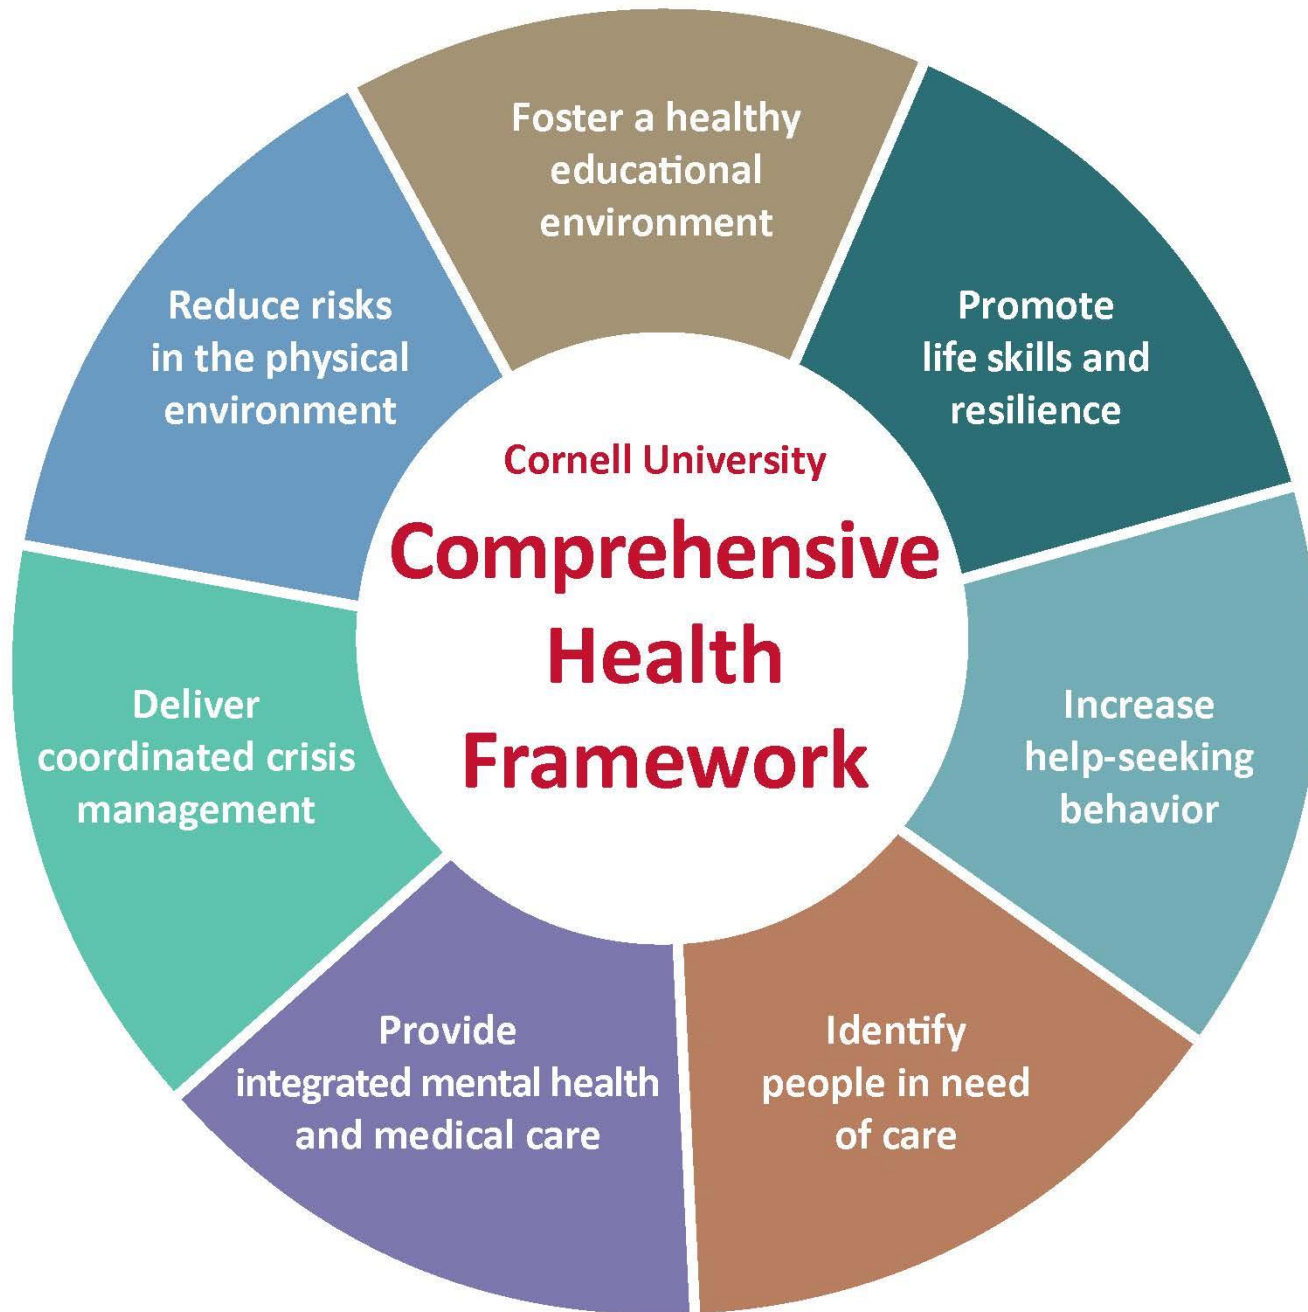 Cornell University
Comprehensive
Health
Framework
Foster a healthy
educational
environment
Promote
life skills and
resilience
Increase
help-seeking
behavior
Identify
people in need
of care
Provide
integrated mental health
and medical care
Deliver
coordinated crisis
management
Reduce risks
in the physical
environment